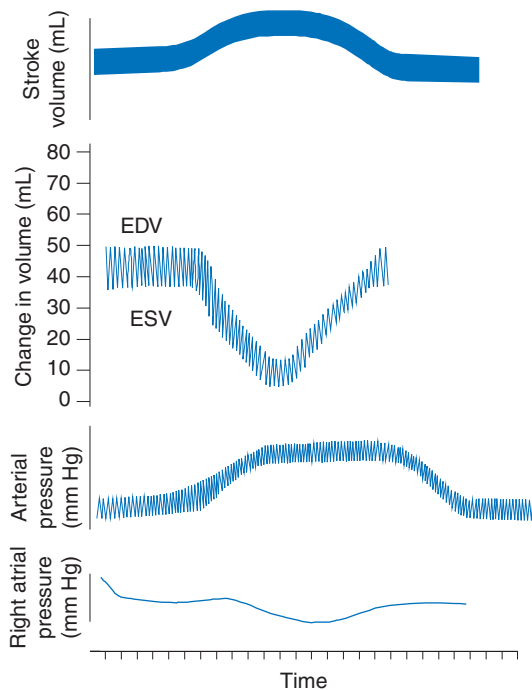 Stroke
volume (mL)
Change in volume (mL)
80
70
60
50
40
30
20
10
0
EDV
ESV
Arterial
pressure
(mm Hg)
Right atrial
pressure
(mm Hg)
Time